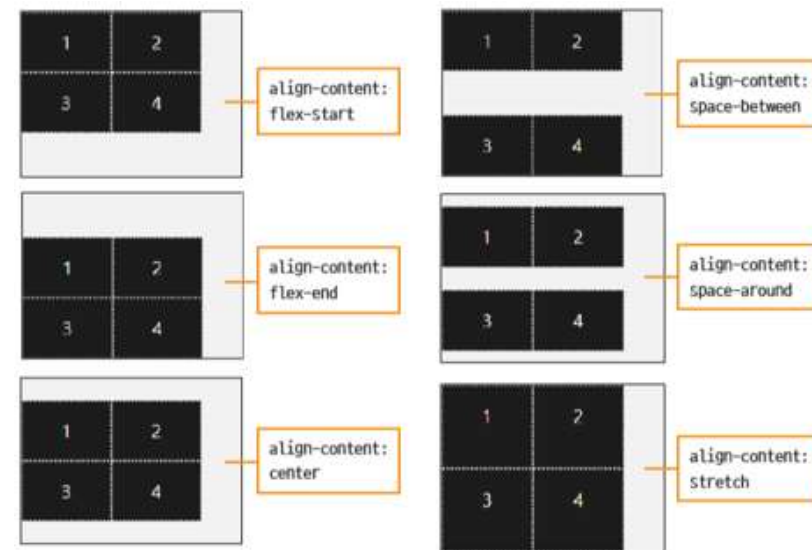 1 2
3 4
align-content:
flex-start
1 2
3 4
align-content:
space-between
1 2
3 4
align-content:
flex-end
1 2
3 4
align-content:
space-around
1 2
3 4
align-content:
center
1 2
3 4
align-content:
stretch